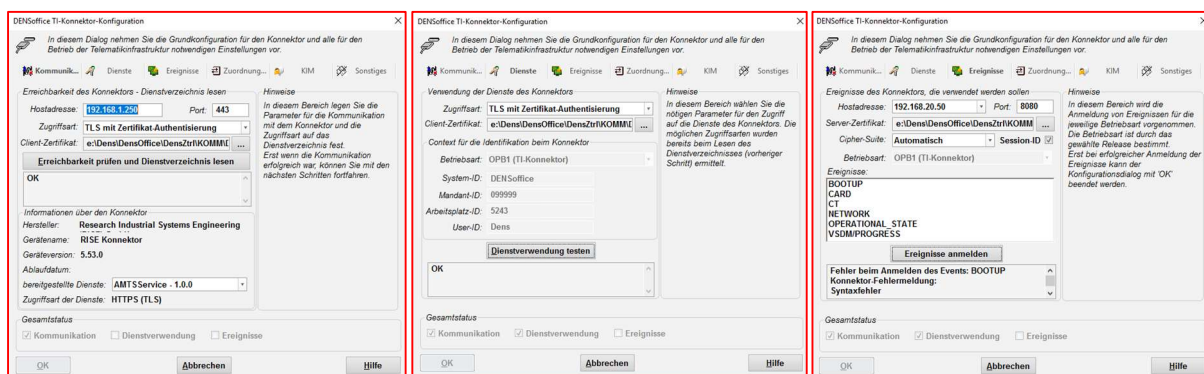 DENSoffice TI-Konnektor-Konfiguration
In diesem Dialog nehmen Sie die Grundkonfiguration für den Konnektor und alle für den
Betrieb der Telematikinfrastruktur notwendigen Einstellungen vor.
Kommunik... Dienste Ereignisse Zuordnung... KIM Sonstiges
Erreichbarkeit des Konnektors - Dienstverzeichnis lesen
Hostadresse: 192.168.1.250 Port: 443
Zugriffsart: TLS mit Zertifikat-Authentisierung
Client-Zertifikat: e:\Dens\DensOffice\DensZtrl\KOMM\[ ...
Erreichbarkeit prüfen und Dienstverzeichnis lesen
OK
Informationen über den Konnektor
Hersteller: Research Industrial Systems Engineering
Gerätename: RISE Konnektor
Geräteversion: 5.53.0
Ablaufdatum:
bereitgestellte Dienste: AMTSService - 1.0.0
Zugriffsart der Dienste: HTTPS (TLS)
Hinweise
In diesem Bereich legen Sie die
Parameter für die Kommunikation
mit dem Konnektor und die
Zugriffsart auf das
Dienstverzeichnis fest.
Erst wenn die Kommunikation
erfolgreich war, können Sie mit den
nächsten Schritten fortfahren.
Gesamtstatus
Kommunikation Dienstverwendung Ereignisse
OK Abbrechen Hilfe
DENSoffice TI-Konnektor-Konfiguration
In diesem Dialog nehmen Sie die Grundkonfiguration für den Konnektor und alle für den
Betrieb der Telematikinfrastruktur notwendigen Einstellungen vor.
Kommunik... Dienste Ereignisse Zuordnung... KIM Sonstiges
Verwendung der Dienste des Konnektors
Zugriffsart: TLS mit Zertifikat-Authentisierung
Client-Zertifikat: e:\Dens\DensOffice\DensZtrl\KOMM\[ ...
Context für die Identifikation beim Konnektor
Betriebsart: OPB1 (TI-Konnektor)
System-ID: DENSoffice
Mandant-ID: 099999
Arbeitsplatz-ID: 5243
User-ID: Dens
Dienstverwendung testen
OK
Hinweise
In diesem Bereich wählen Sie die
nötigen Parameter für den Zugriff
auf die Dienste des Konnektors. Die
möglichen Zugriffsarten wurden
bereits beim Lesen des
Dienstverzeichnisses (vorheriger
Schritt) ermittelt.
Gesamtstatus
Kommunikation Dienstverwendung Ereignisse
OK Abbrechen Hilfe
DENSoffice TI-Konnektor-Konfiguration
In diesem Dialog nehmen Sie die Grundkonfiguration für den Konnektor und alle für den
Betrieb der Telematikinfrastruktur notwendigen Einstellungen vor.
Kommunik... Dienste Ereignisse Zuordnung... KIM Sonstiges
Ereignisse des Konnektors, die verwendet werden sollen
Hostadresse: 192.168.20.50 Port: 8080
Server-Zertifikat: e:\Dens\DensOffice\DensZtrl\KOMM ...
Cipher-Suite: Automatisch Session-ID
Betriebsart: OPB1 (TI-Konnektor)
Ereignisse:
BOOTUP
CARD
CT
NETWORK
OPERATIONAL_STATE
VSDM/PROGRESS
Ereignisse anmelden
Fehler beim Anmelden des Events: BOOTUP
Konnektor-Fehlermeldung:
Syntaxfehler
Hinweise
In diesem Bereich wird die
Anmeldung von Ereignissen für die
jeweilige Betriebsart vorgenommen.
Die Betriebsart ist durch das
gewählte Release bestimmt.
Erst bei erfolgreicher Anmeldung der
Ereignisse kann der
Konfigurationsdialog mit 'OK'
beendet werden.
Gesamtstatus
Kommunikation Dienstverwendung Ereignisse
OK Abbrechen Hilfe